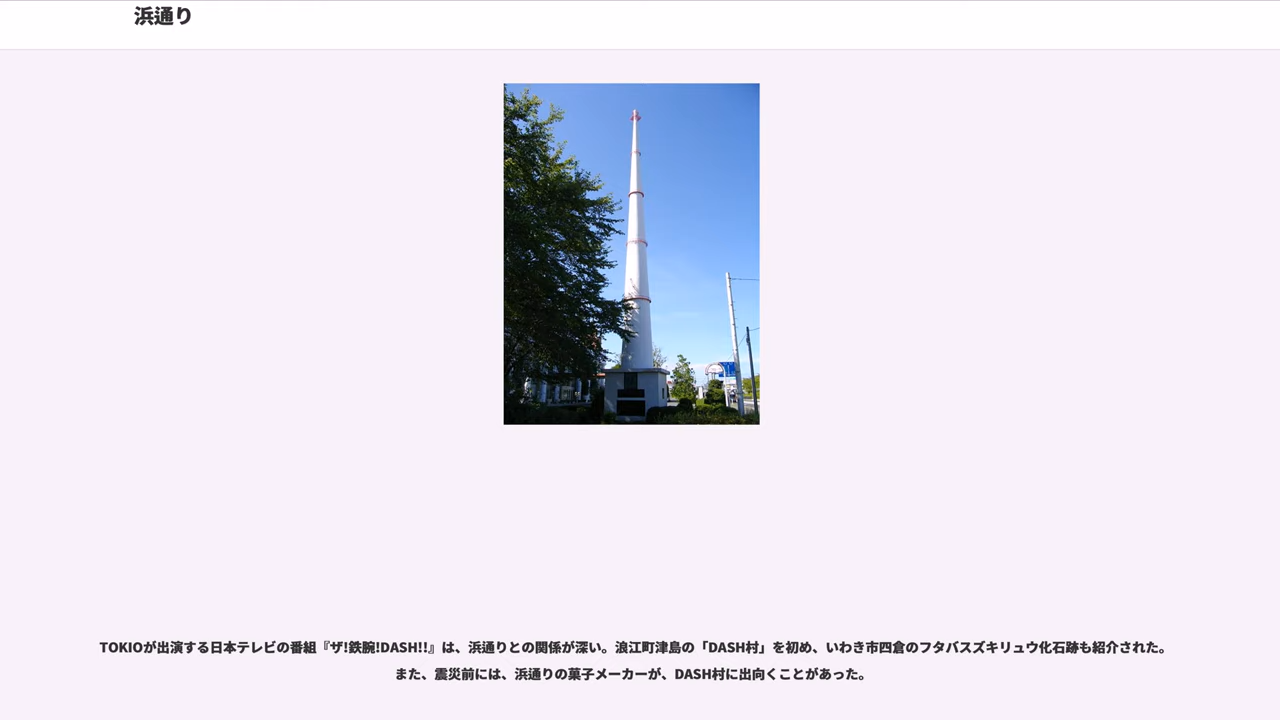 浜通り
TOKIOが出演する日本テレビの番組『ザ!鉄腕!DASH!!』は、浜通りとの関係が深い。浪江町津島の「DASH村」を初め、いわき市四倉のフタバスズキリュウ化石跡も紹介された。
また、震災前には、浜通りの菓子メーカーが、DASH村に出向くことがあった。